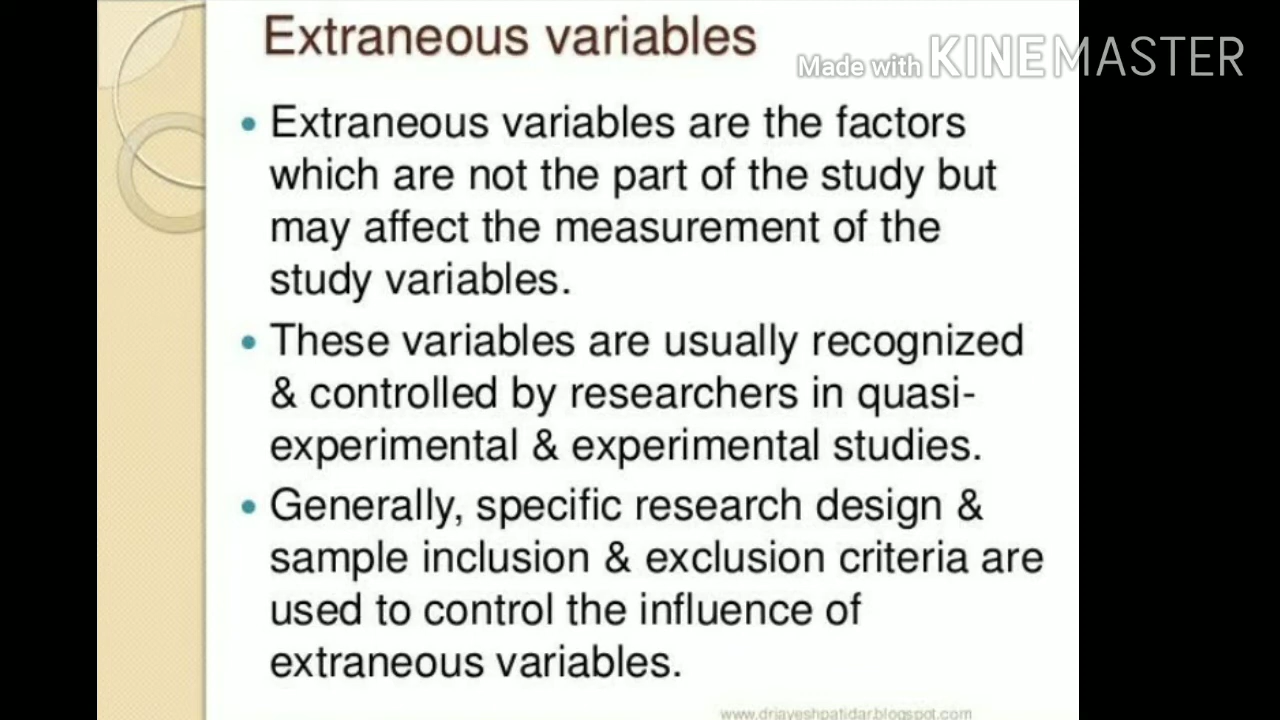 Extraneous variables
Made with KINEMASTER
• Extraneous variables are the factors
which are not the part of the study but
may affect the measurement of the
study variables.
• These variables are usually recognized
& controlled by researchers in quasi-
experimental & experimental studies.
• Generally, specific research design &
sample inclusion & exclusion criteria are
used to control the influence of
extraneous variables.
www.drjayeshpatidar.blogspot.com